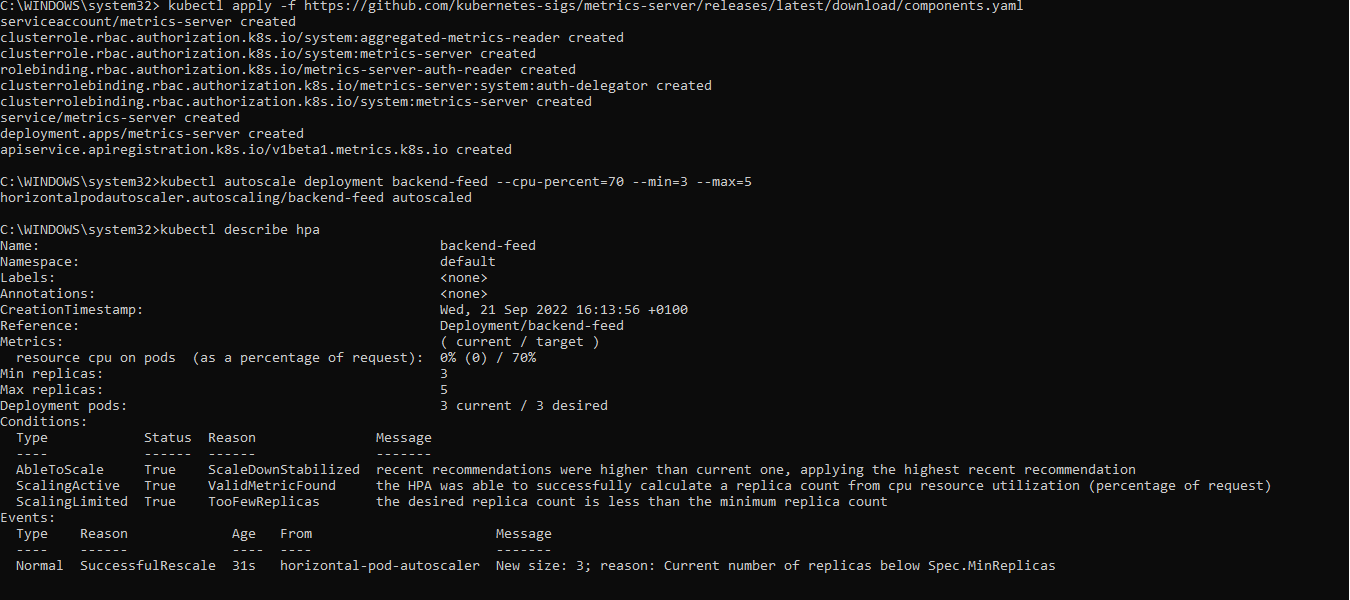 C:\WINDOWS\system32> kubectl apply -f https://github.com/kubernetes-sigs/metrics-server/releases/latest/download/components.yaml
serviceaccount/metrics-server created
clusterrole.rbac.authorization.k8s.io/system:aggregated-metrics-reader created
clusterrole.rbac.authorization.k8s.io/system:metrics-server created
rolebinding.rbac.authorization.k8s.io/metrics-server-auth-reader created
clusterrolebinding.rbac.authorization.k8s.io/metrics-server:system:auth-delegator created
clusterrolebinding.rbac.authorization.k8s.io/system:metrics-server created
service/metrics-server created
deployment.apps/metrics-server created
apiservice.apiregistration.k8s.io/v1beta1.metrics.k8s.io created
C:\WINDOWS\system32>kubectl autoscale deployment backend-feed --cpu-percent=70 --min=3 --max=5
horizontalpodautoscaler.autoscaling/backend-feed autoscaled
C:\WINDOWS\system32>kubectl describe hpa
Name: backend-feed
Namespace: default
Labels: <none>
Annotations: <none>
CreationTimestamp: Wed, 21 Sep 2022 16:13:56 +0100
Reference: Deployment/backend-feed
Metrics: ( current / target )
  resource cpu on pods  (as a percentage of request): 0% (0) / 70%
Min replicas: 3
Max replicas: 5
Deployment pods: 3 current / 3 desired
Conditions:
  Type            Status  Reason               Message
  ----            ------  ------               -------
  AbleToScale     True    ScaleDownStabilized  recent recommendations were higher than current one, applying the highest recent recommendation
  ScalingActive   True    ValidMetricFound     the HPA was able to successfully calculate a replica count from cpu resource utilization (percentage of request)
  ScalingLimited  True    TooFewReplicas       the desired replica count is less than the minimum replica count
Events:
  Type    Reason             Age   From                       Message
  ----    ------             ----  ----                       -------
  Normal  SuccessfulRescale  31s   horizontal-pod-autoscaler  New size: 3; reason: Current number of replicas below Spec.MinReplicas